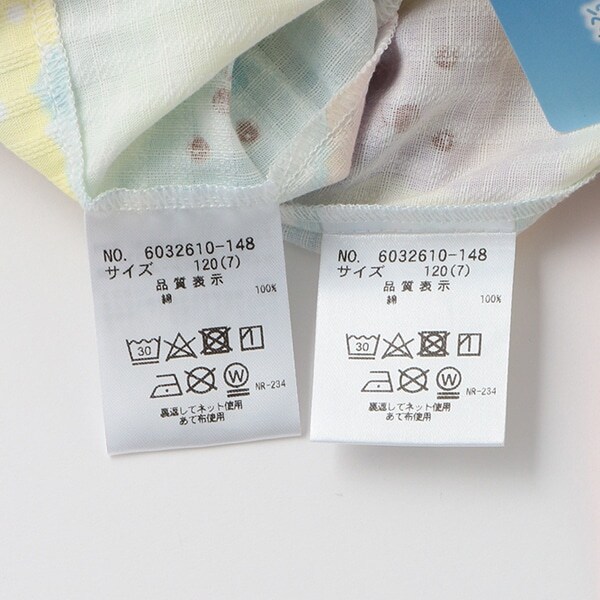 NO. 6032610-148
サイズ 120(7)
品質表示
綿 100%
30
W NR-234
裏返してネット使用
あて布使用
NO. 6032610-148
サイズ 120(7)
品質表示
綿 100%
30
W NR-234
裏返してネット使用
あて布使用